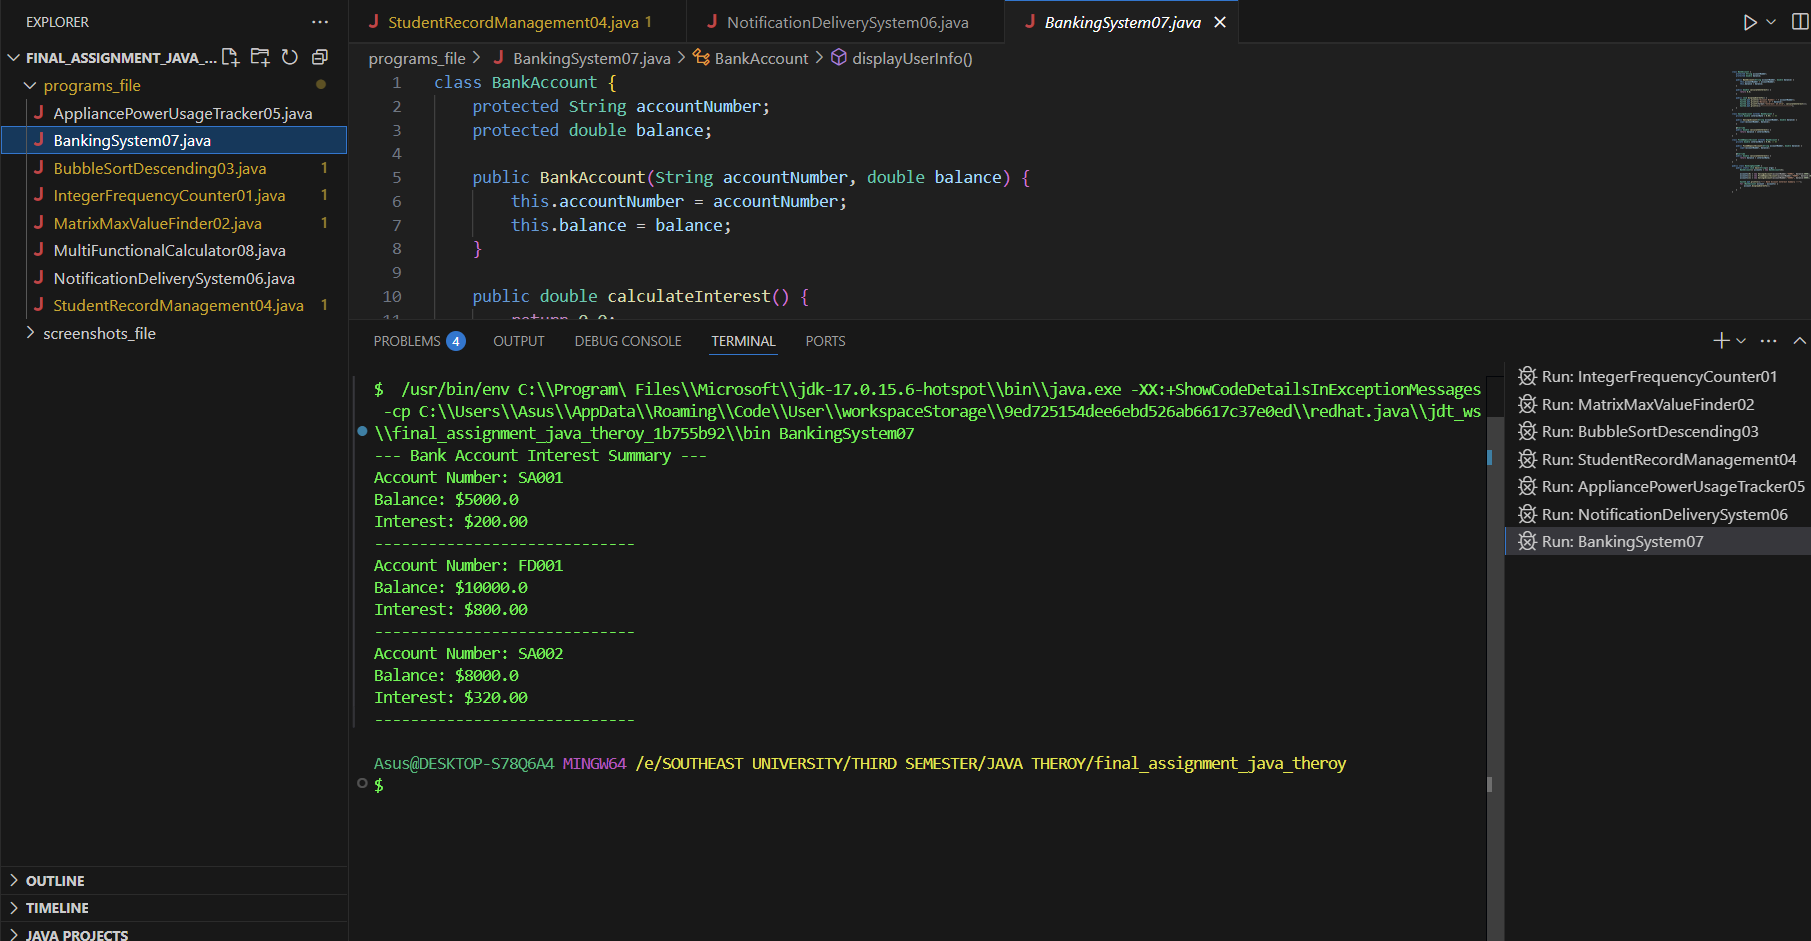 EXPLORER
FINAL_ASSIGNMENT_JAVA_...
programs_file
AppliancePowerUsageTracker05.java
BankingSystem07.java
BubbleSortDescending03.java 1
IntegerFrequencyCounter01.java 1
MatrixMaxValueFinder02.java 1
MultiFunctionalCalculator08.java
NotificationDeliverySystem06.java
StudentRecordManagement04.java 1
screenshots_file
OUTLINE
TIMELINE
JAVA PROJECTS
StudentRecordManagement04.java 1
NotificationDeliverySystem06.java
BankingSystem07.java
programs_file > BankingSystem07.java > BankAccount > displayUserInfo()
1 class BankAccount {
2 protected String accountNumber;
3 protected double balance;
4
5 public BankAccount(String accountNumber, double balance) {
6 this.accountNumber = accountNumber;
7 this.balance = balance;
8 }
9
10 public double calculateInterest() {
11 return 0.0;
PROBLEMS 4 OUTPUT DEBUG CONSOLE TERMINAL PORTS
$ /usr/bin/env C:\\Program\ Files\\Microsoft\\jdk-17.0.15.6-hotspot\\bin\\java.exe -XX:+ShowCodeDetailsInExceptionMessages
-cp C:\\Users\\Asus\\AppData\\Roaming\\Code\\User\\workspaceStorage\\9ed725154dee6ebd526ab6617c37e0ed\\redhat.java\\jdt_ws
\\final_assignment_java_theroy_1b755b92\\bin BankingSystem07
--- Bank Account Interest Summary ---
Account Number: SA001
Balance: $5000.0
Interest: $200.00
-----------------------------
Account Number: FD001
Balance: $10000.0
Interest: $800.00
-----------------------------
Account Number: SA002
Balance: $8000.0
Interest: $320.00
-----------------------------
Asus@DESKTOP-S78Q6A4 MINGW64 /e/SOUTHEAST UNIVERSITY/THIRD SEMESTER/JAVA THEROY/final_assignment_java_theroy
$
Run: IntegerFrequencyCounter01
Run: MatrixMaxValueFinder02
Run: BubbleSortDescending03
Run: StudentRecordManagement04
Run: AppliancePowerUsageTracker05
Run: NotificationDeliverySystem06
Run: BankingSystem07